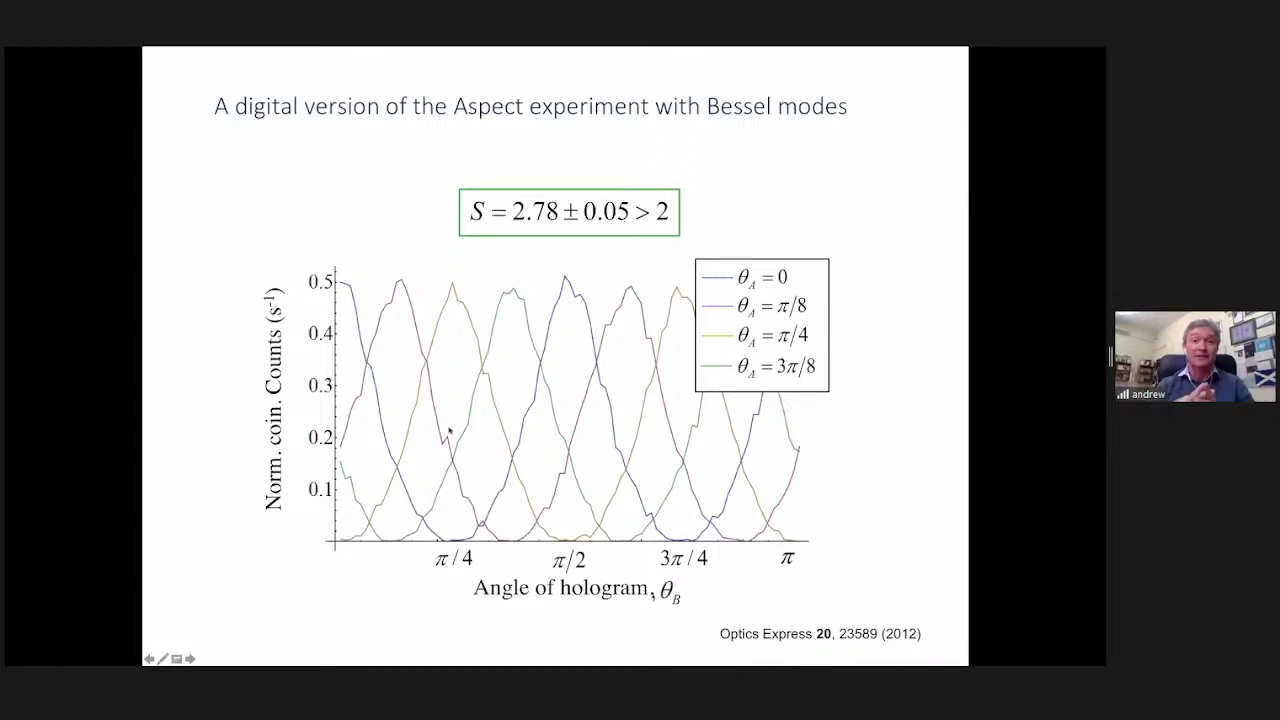 A digital version of the Aspect experiment with Bessel modes
S = 2.78 ± 0.05 > 2
Norm. coin. Counts (s⁻¹)
0.5
0.4
0.3
0.2
0.1
θ_A = 0
θ_A = π/8
θ_A = π/4
θ_A = 3π/8
π / 4
π/2
3π / 4
π
Angle of hologram, θ_B
Optics Express 20, 23589 (2012)
andrew